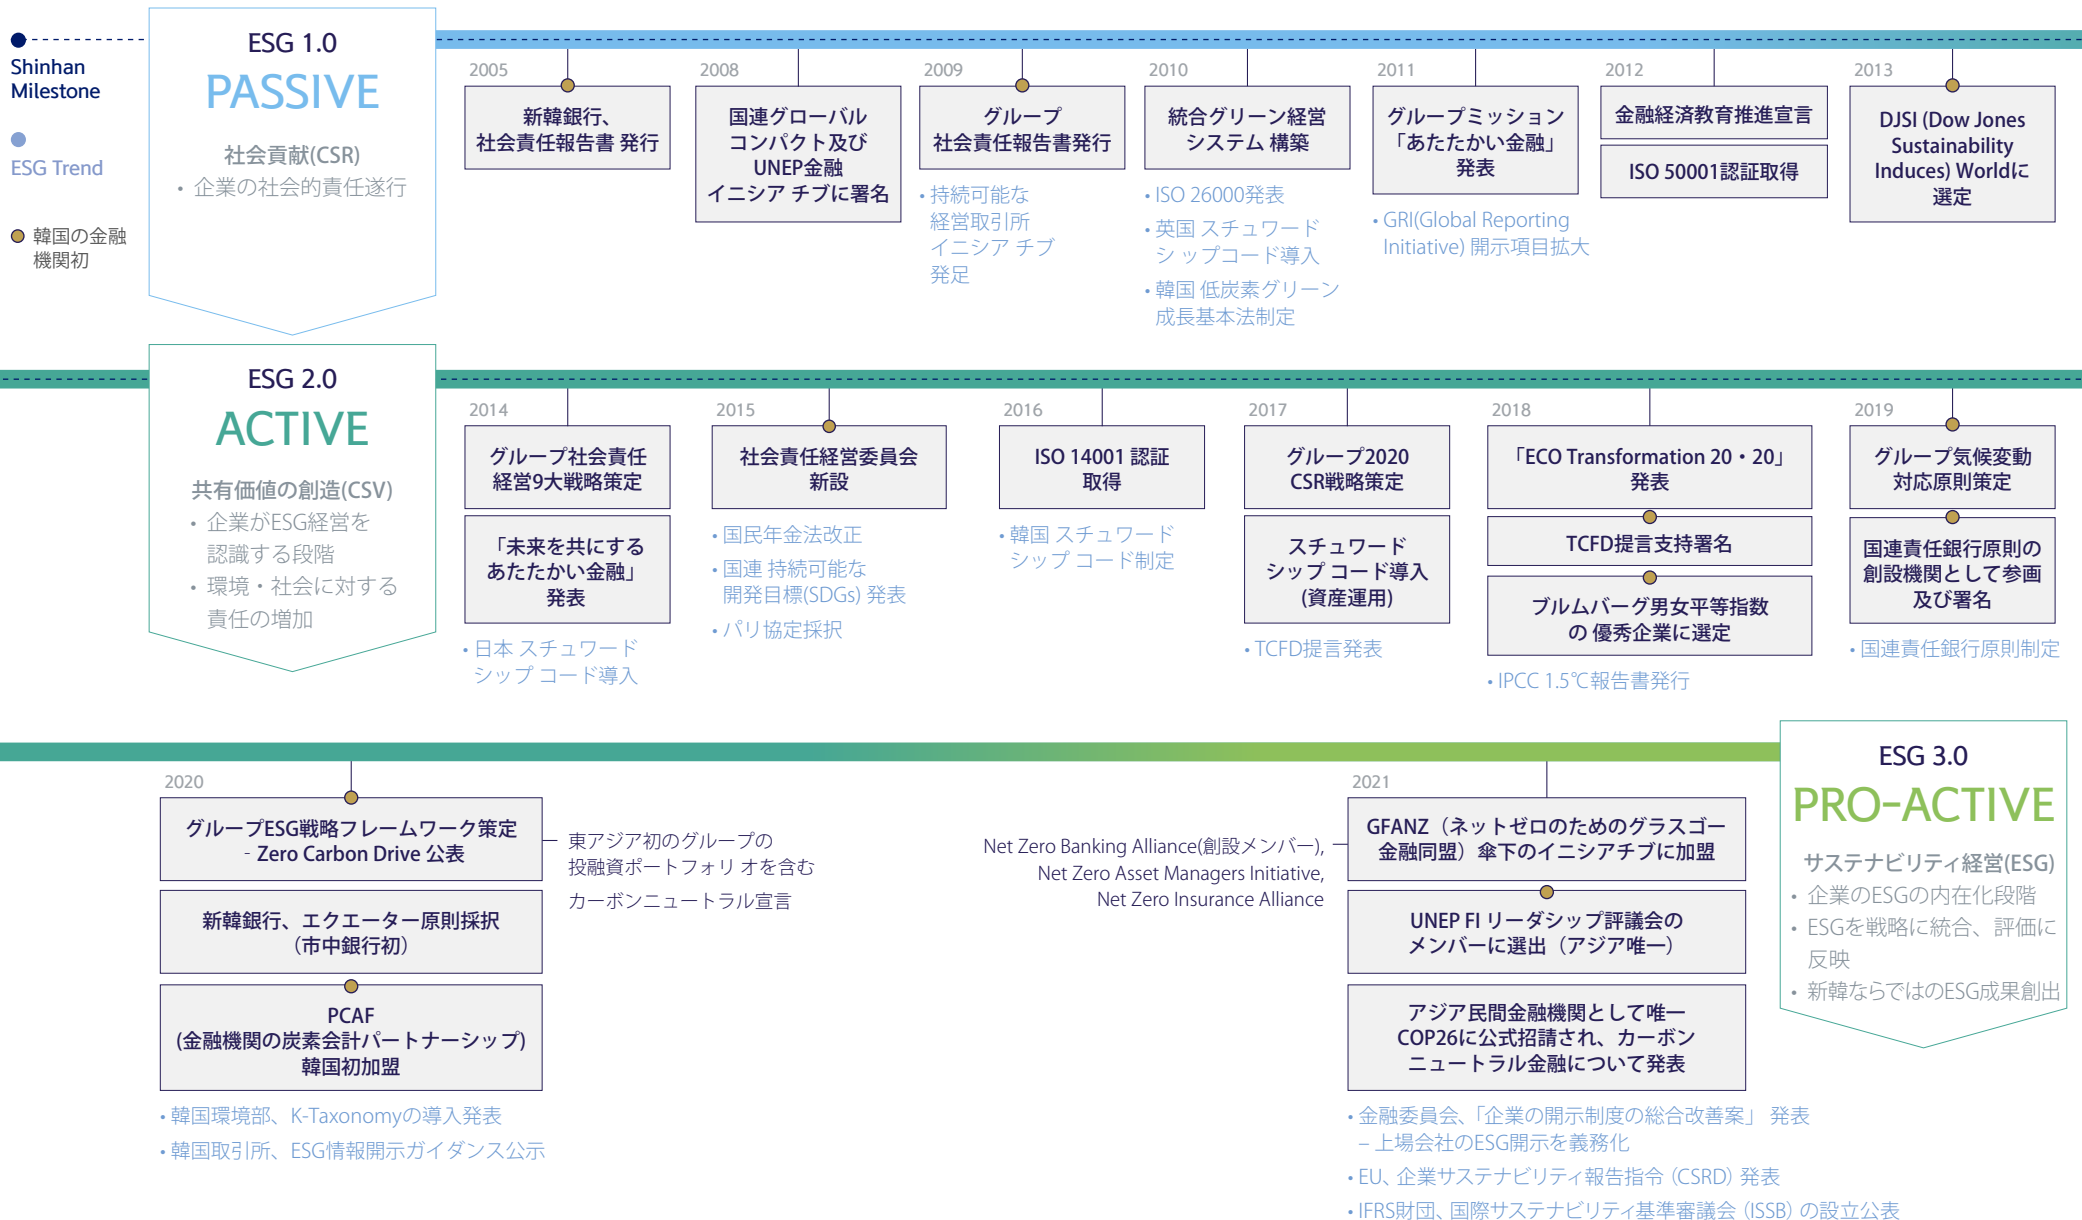 Shinhan
Milestone
ESG Trend
韓国の金融
機関初
ESG 1.0
PASSIVE
社会貢献(CSR)
• 企業の社会的責任遂行
2005
新韓銀行、
社会責任報告書 発行
2008
国連グローバル
コンパクト及び
UNEP金融
イニシア チブに署名
2009
グループ
社会責任報告書発行
• 持続可能な
経営取引所
イニシア チブ
発足
2010
統合グリーン経営
システム 構築
• ISO 26000発表
• 英国 スチュワード
シ ップコード導入
• 韓国 低炭素グリーン
成長基本法制定
2011
グループミッション
「あたたかい金融」
発表
• GRI(Global Reporting
Initiative) 開示項目拡大
2012
金融経済教育推進宣言
ISO 50001認証取得
2013
DJSI (Dow Jones
Sustainability
Induces) Worldに
選定
ESG 2.0
ACTIVE
共有価値の創造(CSV)
• 企業がESG経営を
認識する段階
• 環境・社会に対する
責任の増加
2014
グループ社会責任
経営9大戦略策定
「未来を共にする
あたたかい金融」
発表
• 日本 スチュワード
シップ コード導入
2015
社会責任経営委員会
新設
• 国民年金法改正
• 国連 持続可能な
開発目標(SDGs) 発表
• パリ協定採択
2016
ISO 14001 認証
取得
• 韓国 スチュワード
シップ コード制定
2017
グループ2020
CSR戦略策定
スチュワード
シップ コード導入
(資産運用)
• TCFD提言発表
2018
「ECO Transformation 20・20」
発表
TCFD提言支持署名
ブルムバーグ男女平等指数
の 優秀企業に選定
• IPCC 1.5℃報告書発行
2019
グループ気候変動
対応原則策定
国連責任銀行原則の
創設機関として参画
及び署名
• 国連責任銀行原則制定
2020
グループESG戦略フレームワーク策定
- Zero Carbon Drive 公表
東アジア初のグループの
投融資ポートフォリ オを含む
カーボンニュートラル宣言
新韓銀行、エクエーター原則採択
（市中銀行初）
PCAF
(金融機関の炭素会計パートナーシップ)
韓国初加盟
• 韓国環境部、K-Taxonomyの導入発表
• 韓国取引所、ESG情報開示ガイダンス公示
2021
GFANZ（ネットゼロのためのグラスゴー
金融同盟）傘下のイニシアチブに加盟
Net Zero Banking Alliance(創設メンバー),
Net Zero Asset Managers Initiative,
Net Zero Insurance Alliance
UNEP FI リーダシップ評議会の
メンバーに選出（アジア唯一）
アジア民間金融機関として唯一
COP26に公式招請され、カーボン
ニュートラル金融について発表
• 金融委員会、「企業の開示制度の総合改善案」 発表
– 上場会社のESG開示を義務化
• EU、企業サステナビリティ報告指令（CSRD）発表
• IFRS財団、国際サステナビリティ基準審議会（ISSB）の設立公表
ESG 3.0
PRO-ACTIVE
サステナビリティ経営(ESG)
• 企業のESGの内在化段階
• ESGを戦略に統合、評価に
反映
• 新韓ならではのESG成果創出